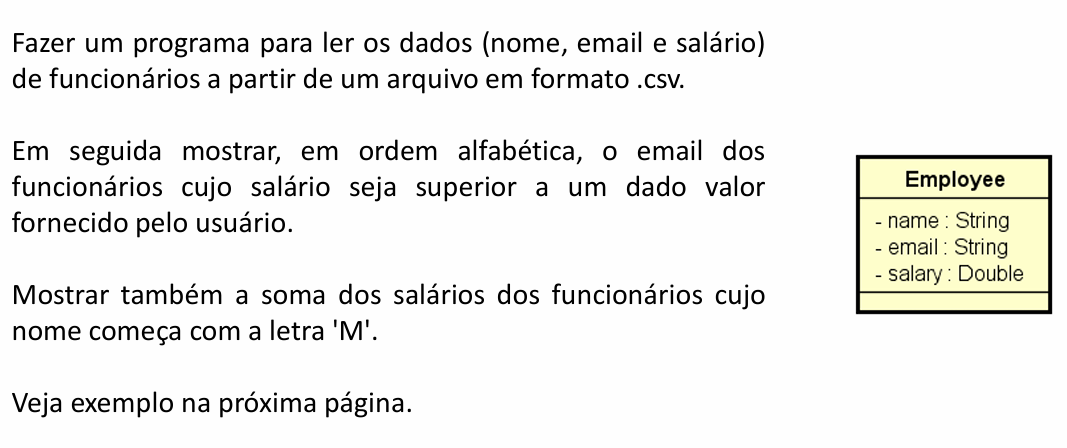 Fazer um programa para ler os dados (nome, email e salário)
de funcionários a partir de um arquivo em formato .csv.
Em seguida mostrar, em ordem alfabética, o email dos
funcionários cujo salário seja superior a um dado valor
fornecido pelo usuário.
Mostrar também a soma dos salários dos funcionários cujo
nome começa com a letra 'M'.
Veja exemplo na próxima página.
Employee
- name : String
- email : String
- salary : Double